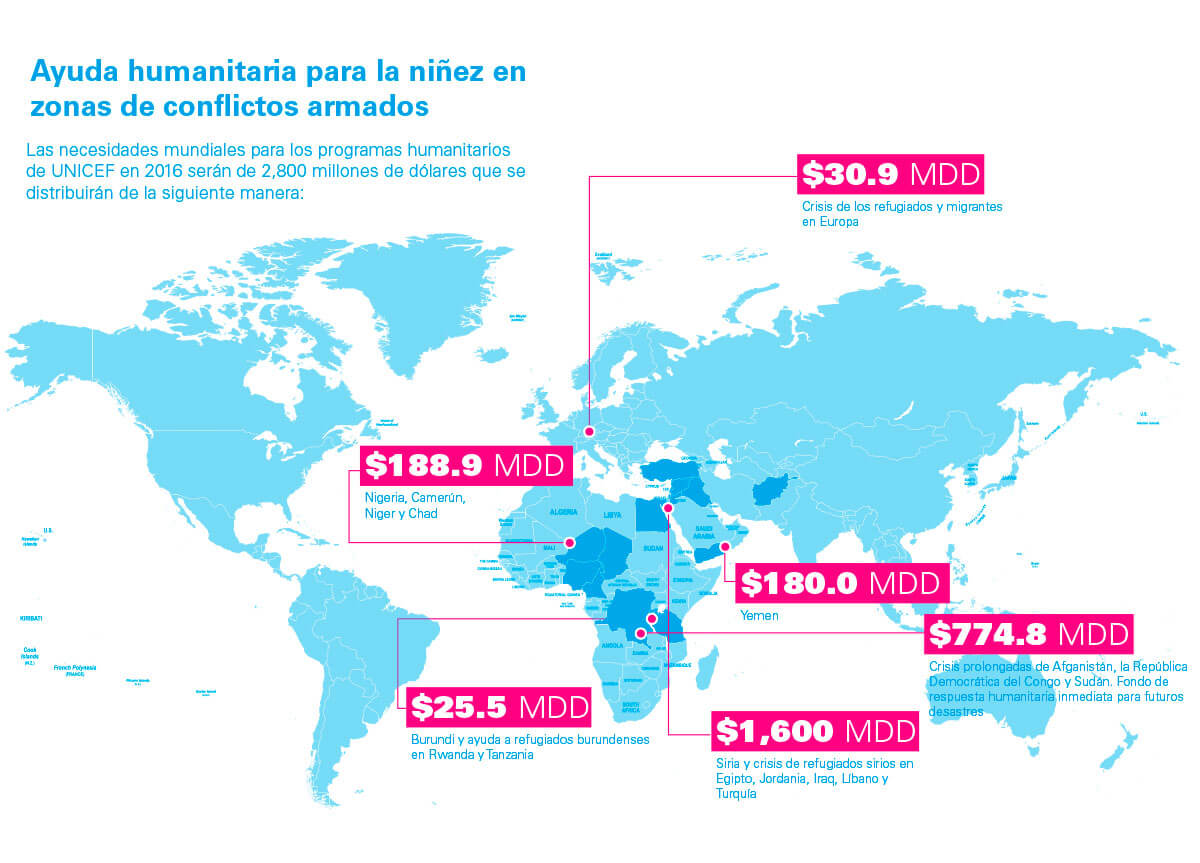 Ayuda humanitaria para la niñez en
zonas de conflictos armados
Las necesidades mundiales para los programas humanitarios
de UNICEF en 2016 serán de 2,800 millones de dólares que se
distribuirán de la siguiente manera:
$30.9 MDD
Crisis de los refugiados y migrantes
en Europa
$188.9 MDD
Nigeria, Camerún,
Niger y Chad
$180.0 MDD
Yemen
$774.8 MDD
Crisis prolongadas de Afganistán, la República
Democrática del Congo y Sudán. Fondo de
respuesta humanitaria inmediata para futuros
desastres
$25.5 MDD
Burundi y ayuda a refugiados burundenses
en Rwanda y Tanzania
$1,600 MDD
Siria y crisis de refugiados sirios en
Egipto, Jordania, Iraq, Líbano y
Turquía
ALGERIA
LIBYA
MALI
SUDAN
SAUDI
ARABIA
ETHIOPIA
KENYA
ANGOLA
ZAMBIA
NAMIBIA
SOUTH
AFRICA
JAPAN
U.S.
U.S.
KIRIBATI
Cook
Islands
(N.Z.)
French Polynesia
(FRANCE)